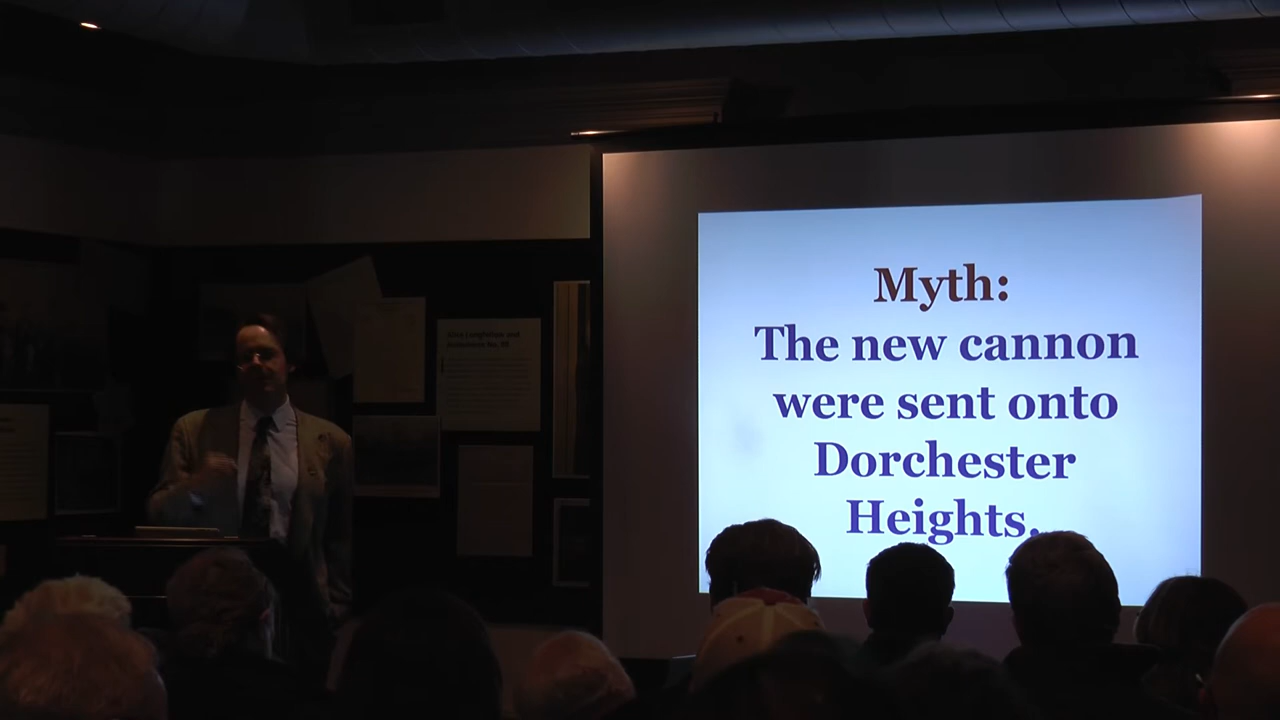 Myth:
The new cannon
were sent onto
Dorchester
Heights.